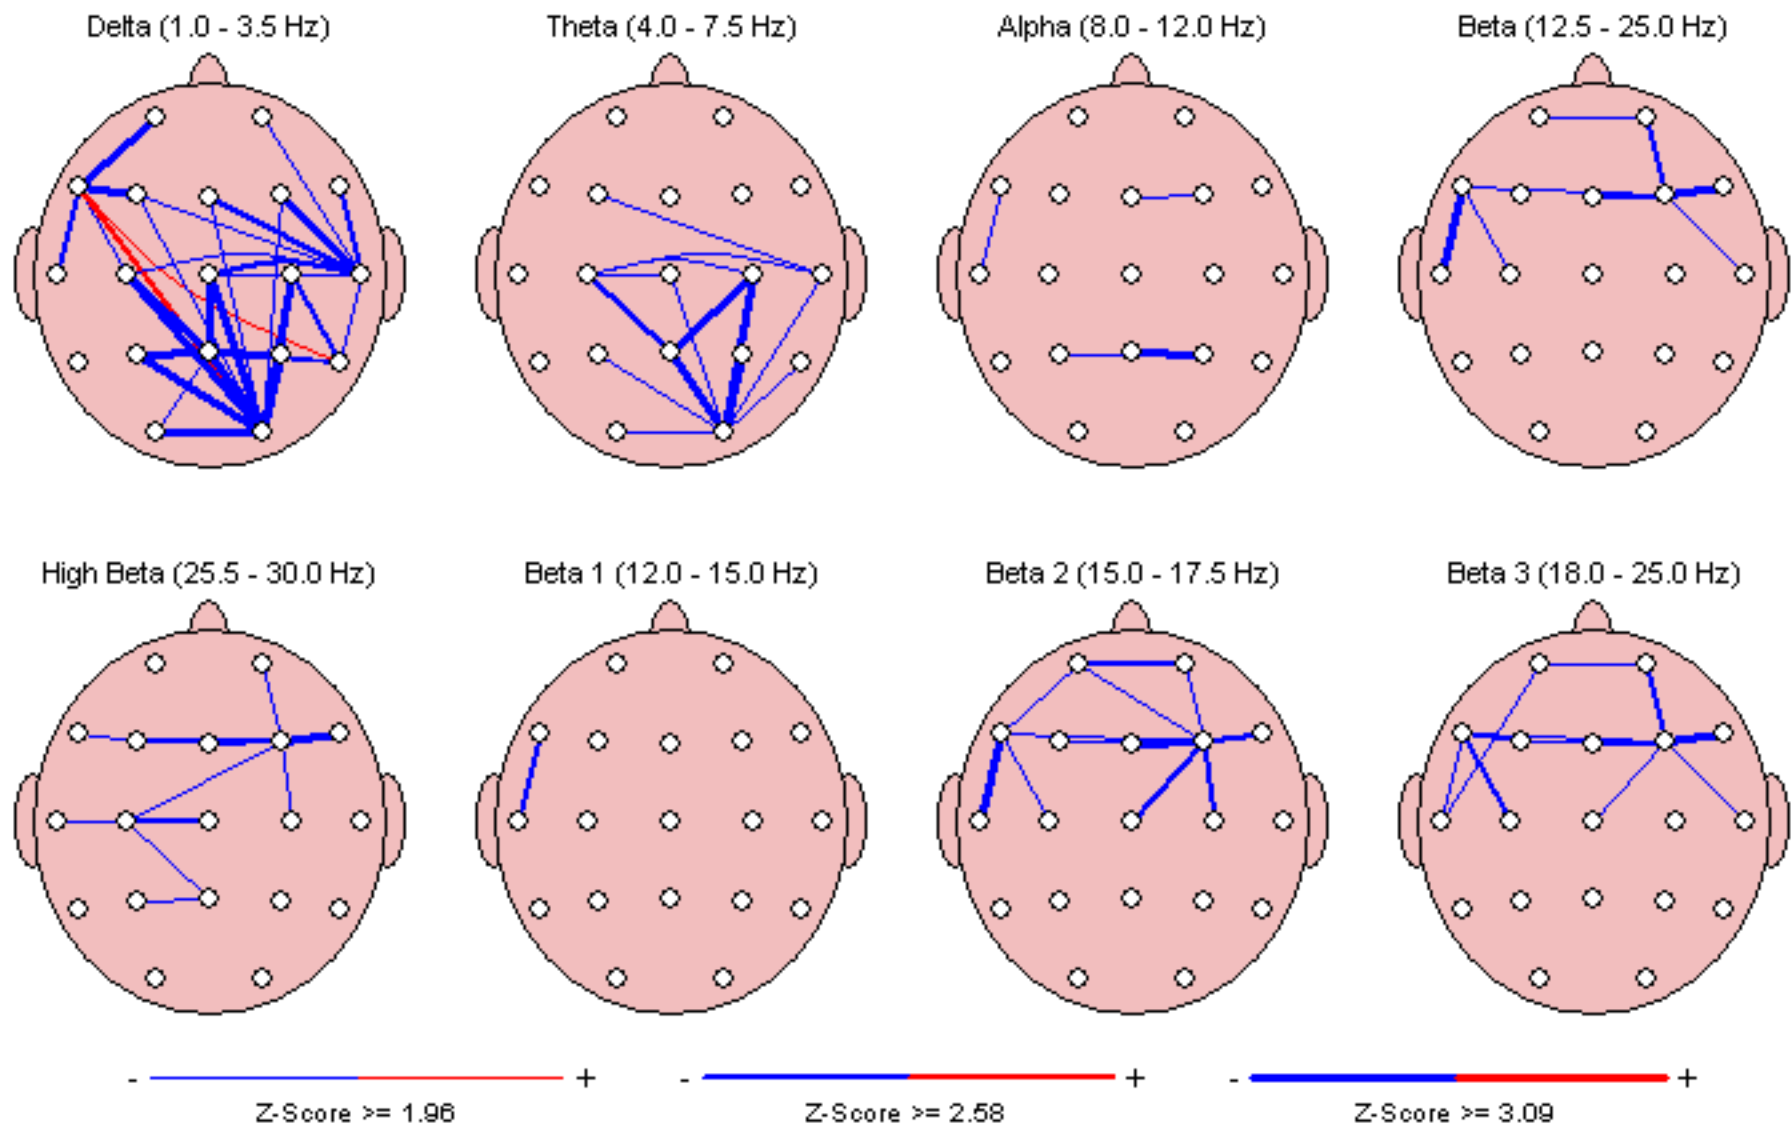 Delta (1.0 - 3.5 Hz) Theta (4.0 - 7.5 Hz) Alpha (8.0 - 12.0 Hz) Beta (12.5 - 25.0 Hz)
High Beta (25.5 - 30.0 Hz) Beta 1 (12.0 - 15.0 Hz) Beta 2 (15.0 - 17.5 Hz) Beta 3 (18.0 - 25.0 Hz)
- + - + - +
Z-Score >= 1.96 Z-Score >= 2.58 Z-Score >= 3.09